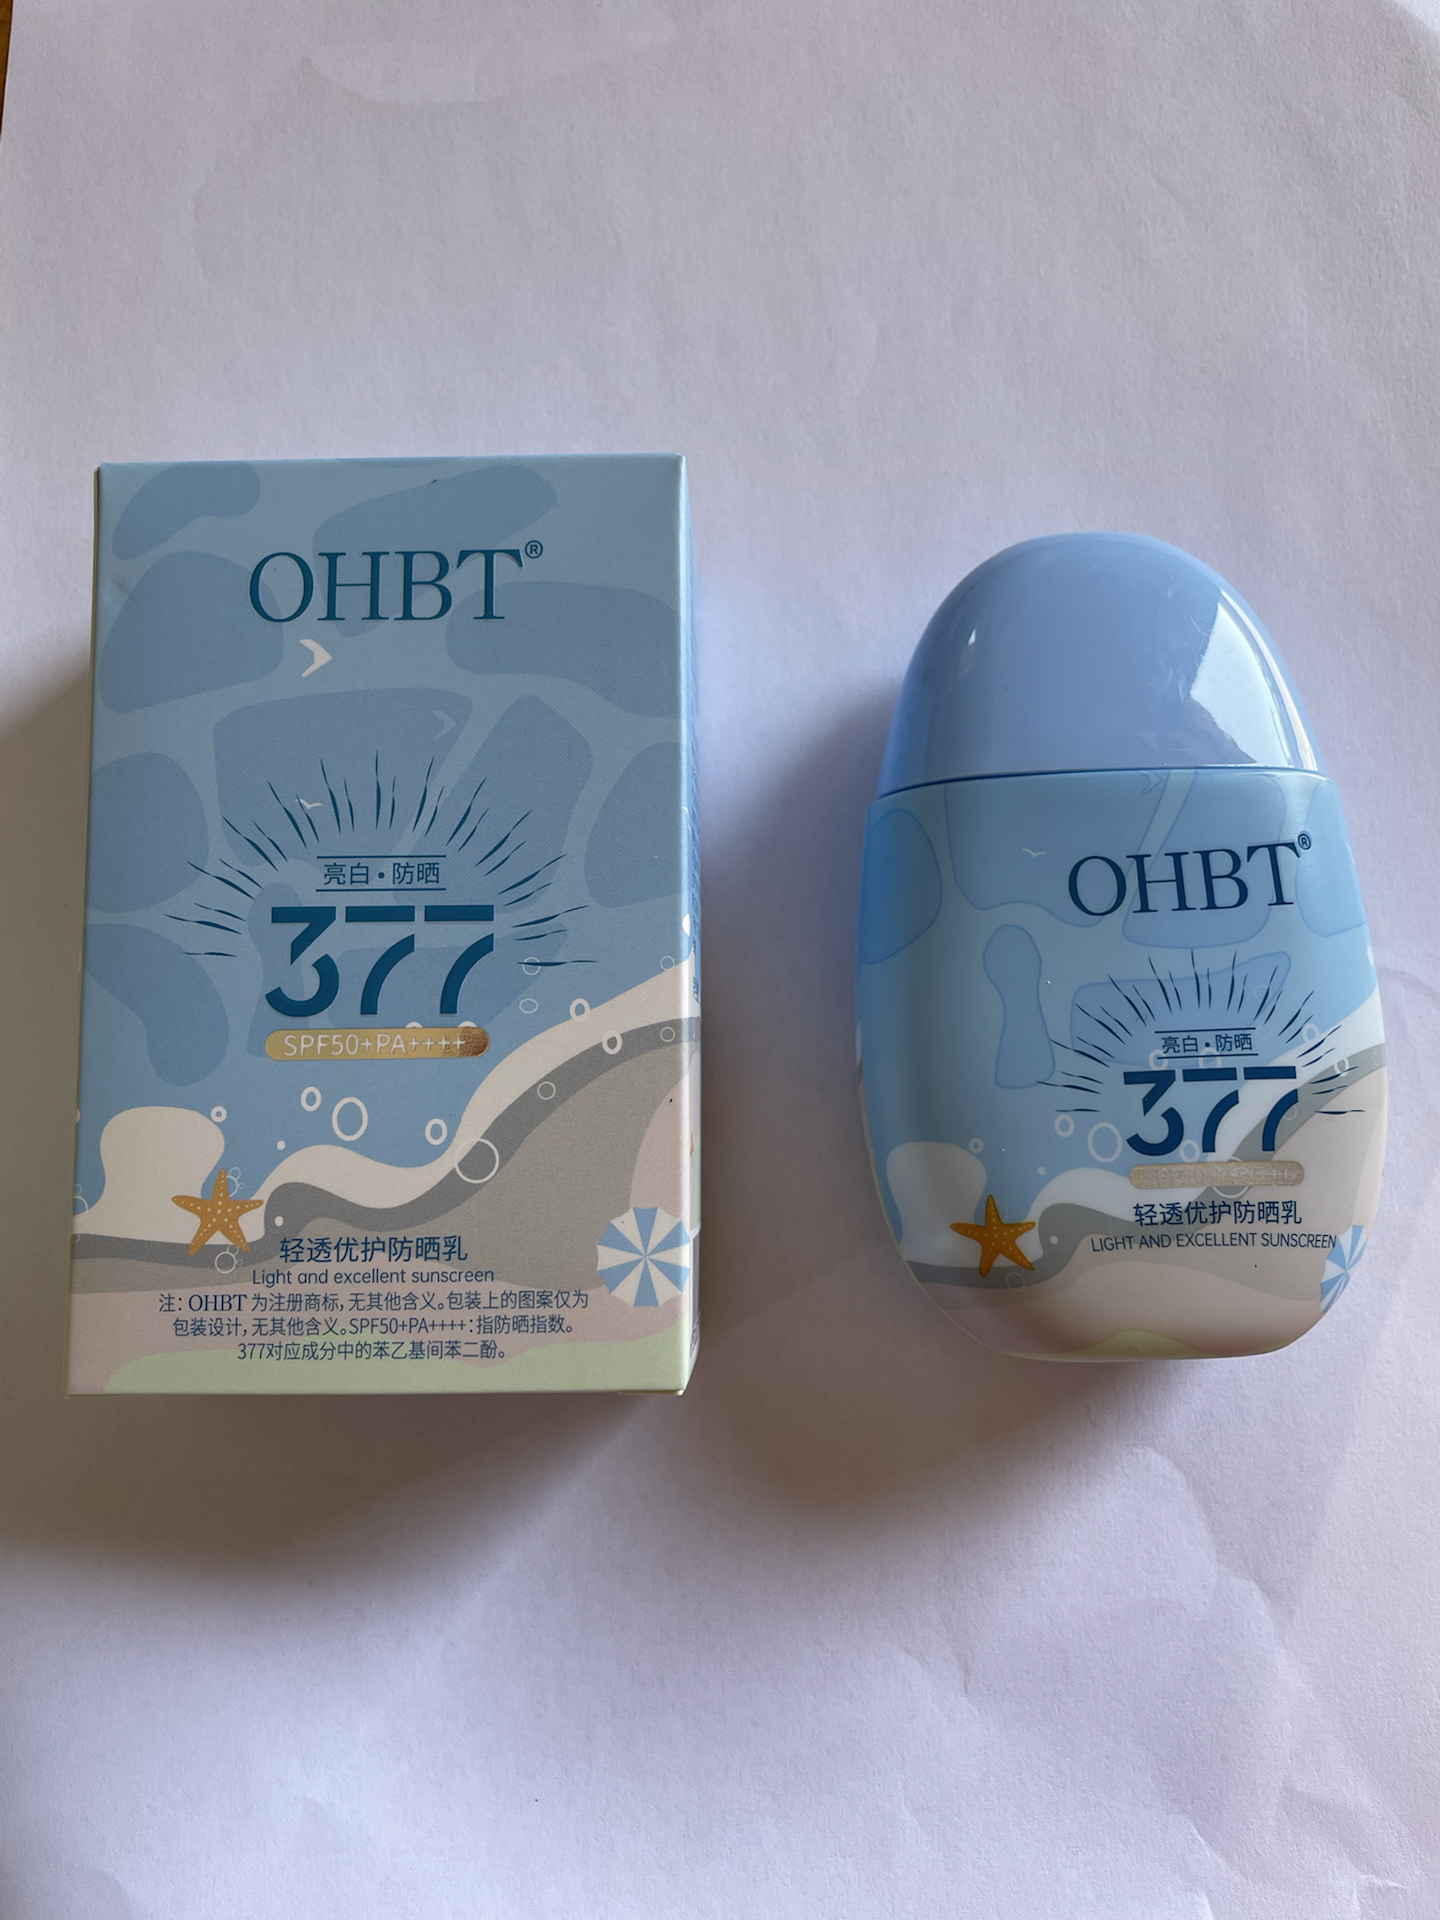 OHBT®
亮白·防晒
377
SPF50+PA++++
轻透优护防晒乳
Light and excellent sunscreen
注：OHBT为注册商标，无其他含义。包装上的图案仅为
包装设计，无其他含义。SPF50+PA++++：指防晒指数。
377对应成分中的苯乙基间苯二酚。
OHBT®
亮白·防晒
377
轻透优护防晒乳
LIGHT AND EXCELLENT SUNSCREEN